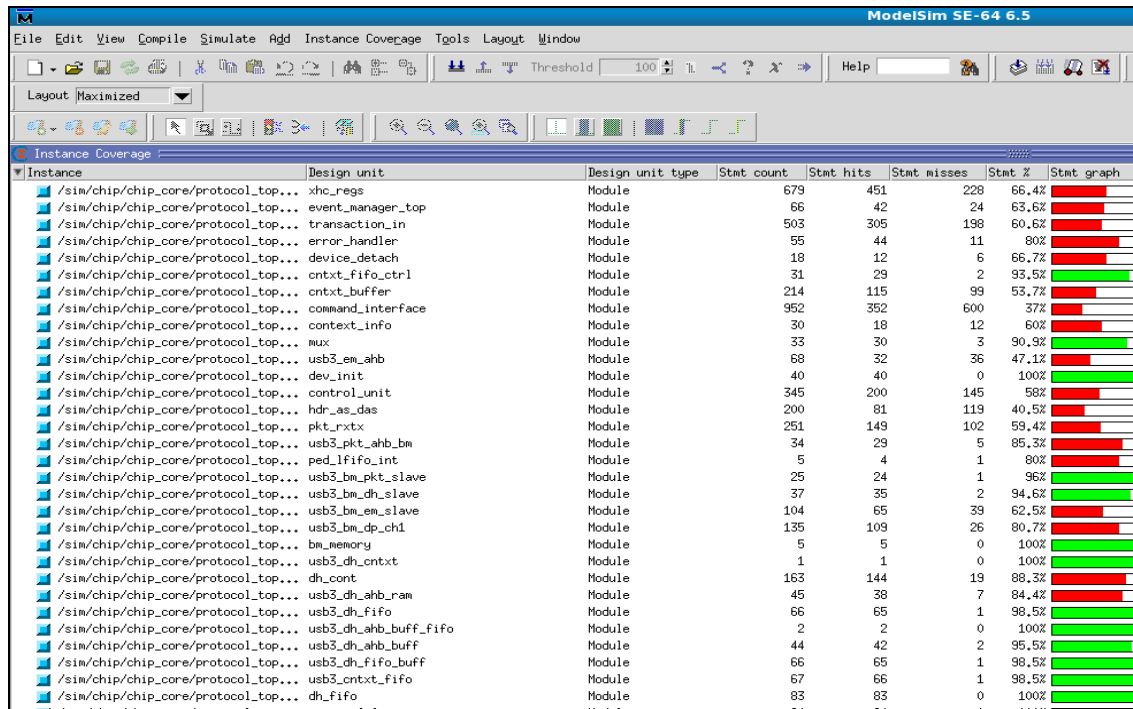 ModelSim SE-64 6.5
File Edit View Compile Simulate Add Instance Coverage Tools Layout Window
Threshold 100 Help
Layout Maximized
Instance Coverage
Instance Design unit Design unit type Stmt count Stmt hits Stmt misses Stmt % Stmt graph
/sim/chip/chip_core/protocol_top... xhc_regs Module 679 451 228 66.4%
/sim/chip/chip_core/protocol_top... event_manager_top Module 66 42 24 63.6%
/sim/chip/chip_core/protocol_top... transaction_in Module 503 305 198 60.6%
/sim/chip/chip_core/protocol_top... error_handler Module 55 44 11 80%
/sim/chip/chip_core/protocol_top... device_detach Module 18 12 6 66.7%
/sim/chip/chip_core/protocol_top... cntxt_fifo_ctrl Module 31 29 2 93.5%
/sim/chip/chip_core/protocol_top... cntxt_buffer Module 214 115 99 53.7%
/sim/chip/chip_core/protocol_top... command_interface Module 952 352 600 37%
/sim/chip/chip_core/protocol_top... context_info Module 30 18 12 60%
/sim/chip/chip_core/protocol_top... mux Module 33 30 3 90.9%
/sim/chip/chip_core/protocol_top... usb3_em_ahb Module 68 32 36 47.1%
/sim/chip/chip_core/protocol_top... dev_init Module 40 40 0 100%
/sim/chip/chip_core/protocol_top... control_unit Module 345 200 145 58%
/sim/chip/chip_core/protocol_top... hdr_as_das Module 200 81 119 40.5%
/sim/chip/chip_core/protocol_top... pkt_rxtx Module 251 149 102 59.4%
/sim/chip/chip_core/protocol_top... usb3_pkt_ahb_bm Module 34 29 5 85.3%
/sim/chip/chip_core/protocol_top... ped_lfifo_int Module 5 4 1 80%
/sim/chip/chip_core/protocol_top... usb3_bm_pkt_slave Module 25 24 1 96%
/sim/chip/chip_core/protocol_top... usb3_bm_dh_slave Module 37 35 2 94.6%
/sim/chip/chip_core/protocol_top... usb3_bm_em_slave Module 104 65 39 62.5%
/sim/chip/chip_core/protocol_top... usb3_bm_dp_ch1 Module 135 109 26 80.7%
/sim/chip/chip_core/protocol_top... bm_memory Module 5 5 0 100%
/sim/chip/chip_core/protocol_top... usb3_dh_cntxt Module 1 1 0 100%
/sim/chip/chip_core/protocol_top... dh_cont Module 163 144 19 88.3%
/sim/chip/chip_core/protocol_top... usb3_dh_ahb_ram Module 45 38 7 84.4%
/sim/chip/chip_core/protocol_top... usb3_dh_fifo Module 66 65 1 98.5%
/sim/chip/chip_core/protocol_top... usb3_dh_ahb_buff_fifo Module 2 2 0 100%
/sim/chip/chip_core/protocol_top... usb3_dh_ahb_buff Module 44 42 2 95.5%
/sim/chip/chip_core/protocol_top... usb3_dh_fifo_buff Module 66 65 1 98.5%
/sim/chip/chip_core/protocol_top... usb3_cntxt_fifo Module 67 66 1 98.5%
/sim/chip/chip_core/protocol_top... dh_fifo Module 83 83 0 100%